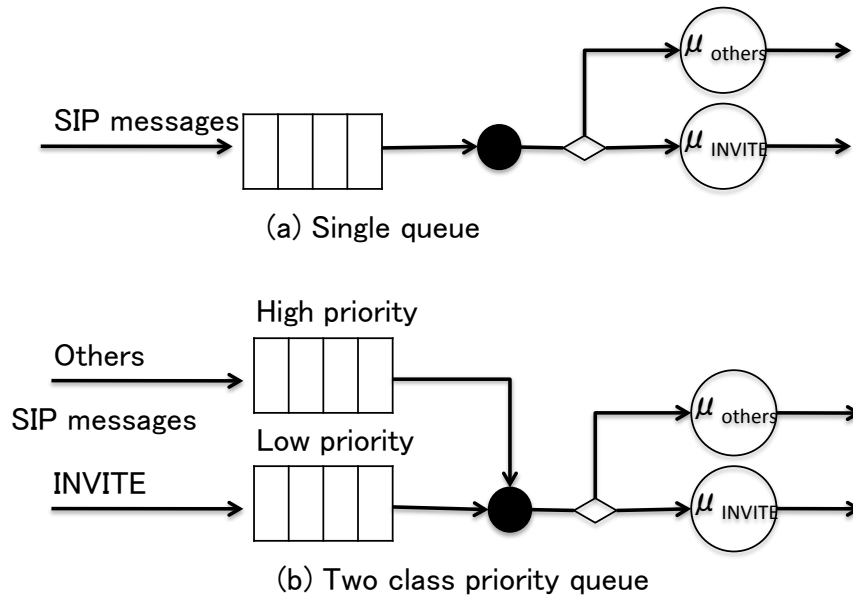 μ others
SIP messages
μ INVITE
(a) Single queue
High priority
Others
SIP messages
μ others
Low priority
INVITE
μ INVITE
(b) Two class priority queue